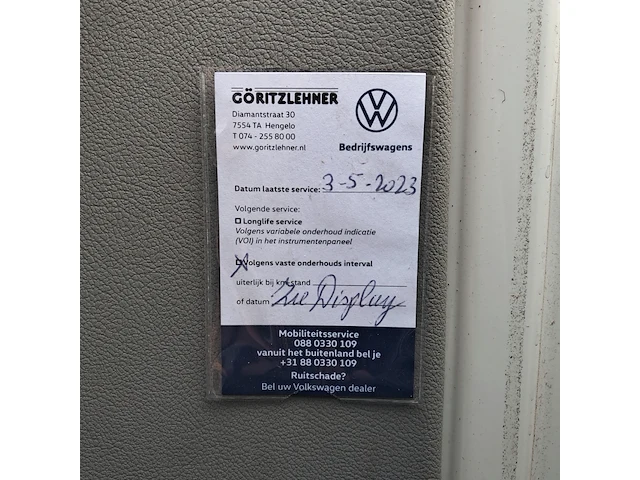 GÖRITZLEHNER
Diamantstraat 30
7554 TA Hengelo
T 074 - 255 80 00
www.goritzlehner.nl
Bedrijfswagens
Datum laatste service: 3-5-2023
Volgende service:
Longlife service
Volgens variabele onderhoud indicatie
(VOI) in het instrumentenpaneel
Volgens vaste onderhouds interval
uiterlijk bij km-stand
of datum Zie Display
Mobiliteitsservice
088 0330 109
vanuit het buitenland bel je
+31 88 0330 109
Ruitschade?
Bel uw Volkswagen dealer